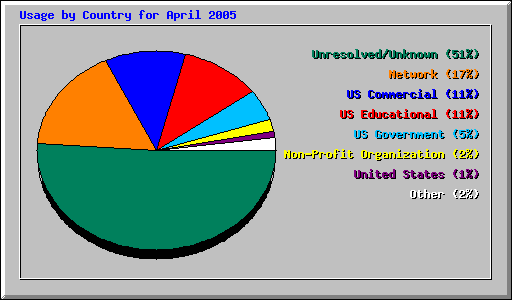 Usage by Country for April 2005
Unresolved/Unknown (51%)
Network (17%)
US Commercial (11%)
US Educational (11%)
US Government (5%)
Non-Profit Organization (2%)
United States (1%)
Other (2%)